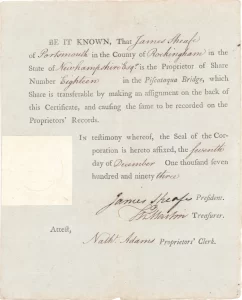 BE IT KNOWN, That James Sheafe
of Portsmouth in the County of Rockingham in the
State of Newhampshire Esqr. is the Proprietor of Share
Number Eighteen in the Piscataqua Bridge, which
Share is transferable by making an assignment on the back of
this Certificate, and causing the same to be recorded on the
Proprietors' Records.
In testimony whereof, the Seal of the Cor-
poration is hereto affixed, the seventh
day of December One thousand seven
hundred and ninety three
James Sheafe President.
Treasurer.
Attest,
Nathl. Adams Proprietors' Clerk.